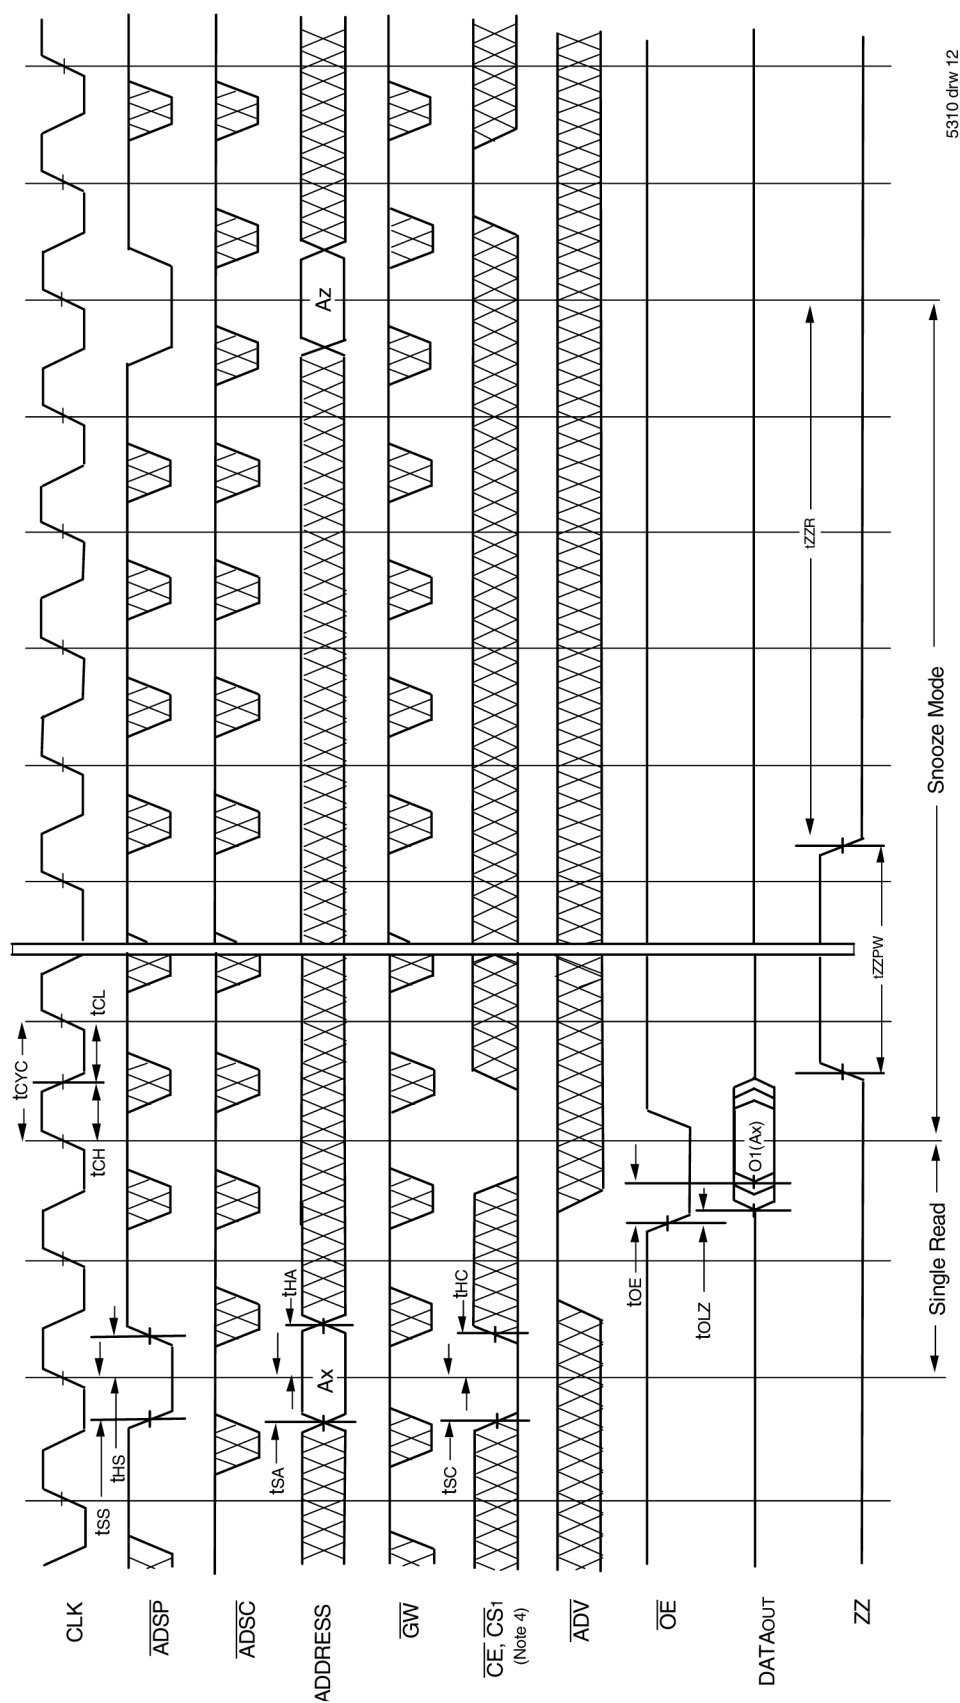 CLK
tCYC
tSS
tHS
tCH
tCL
ADSP
ADSC
ADDRESS
tSA
tHA
Ax
Az
GW
CE, CS1
(Note 4)
tSC
tHC
ADV
OE
tOE
tOLZ
DATAOUT
O1(Ax)
ZZ
tZZPW
tZZR
Single Read
Snooze Mode
5310 drw 12